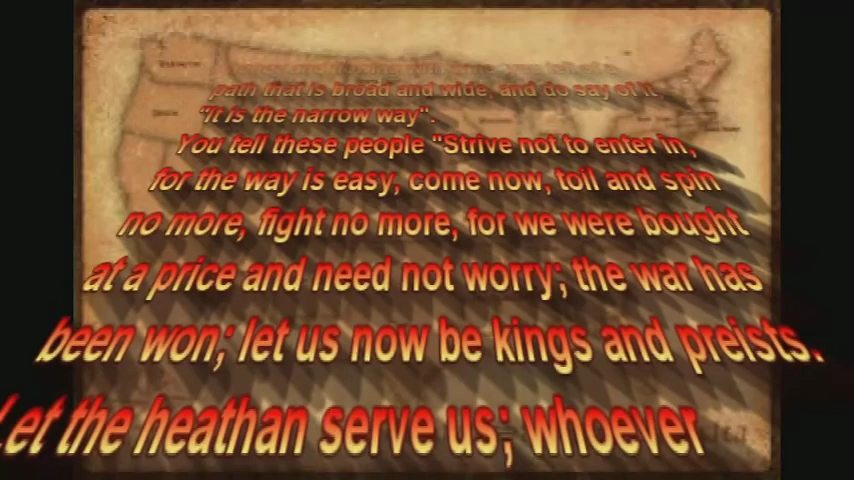 path that is broad and wide, and do say of it
"It is the narrow way".
You tell these people "Strive not to enter in,
for the way is easy, come now, toil and spin
no more, fight no more, for we were bought
at a price and need not worry; the war has
been won; let us now be kings and preists.
Let the heathan serve us; whoever